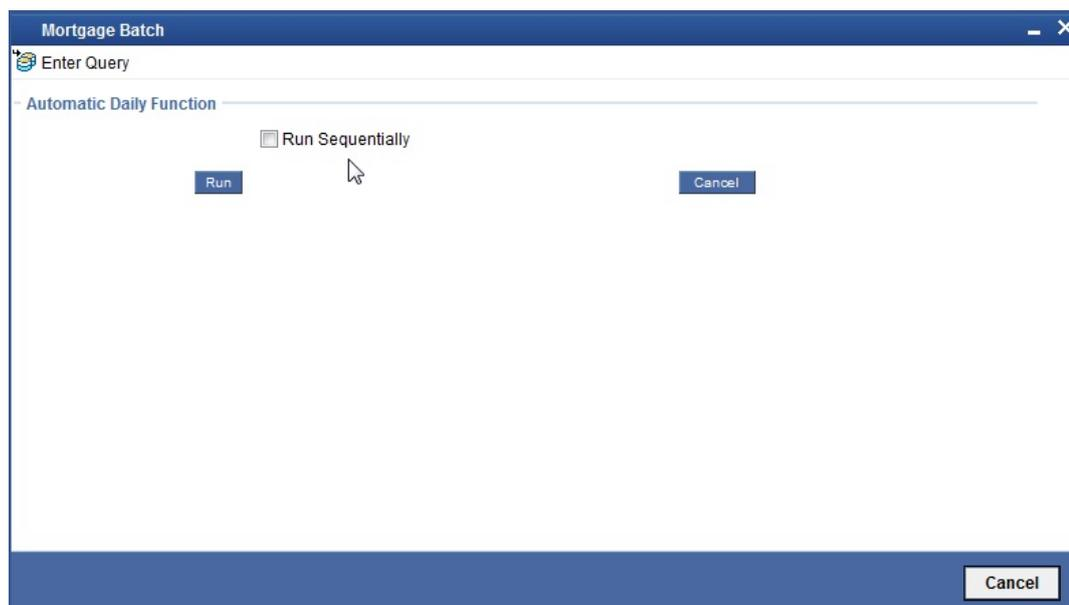 Mortgage Batch
Enter Query
Automatic Daily Function
Run Sequentially
Run Cancel
Cancel